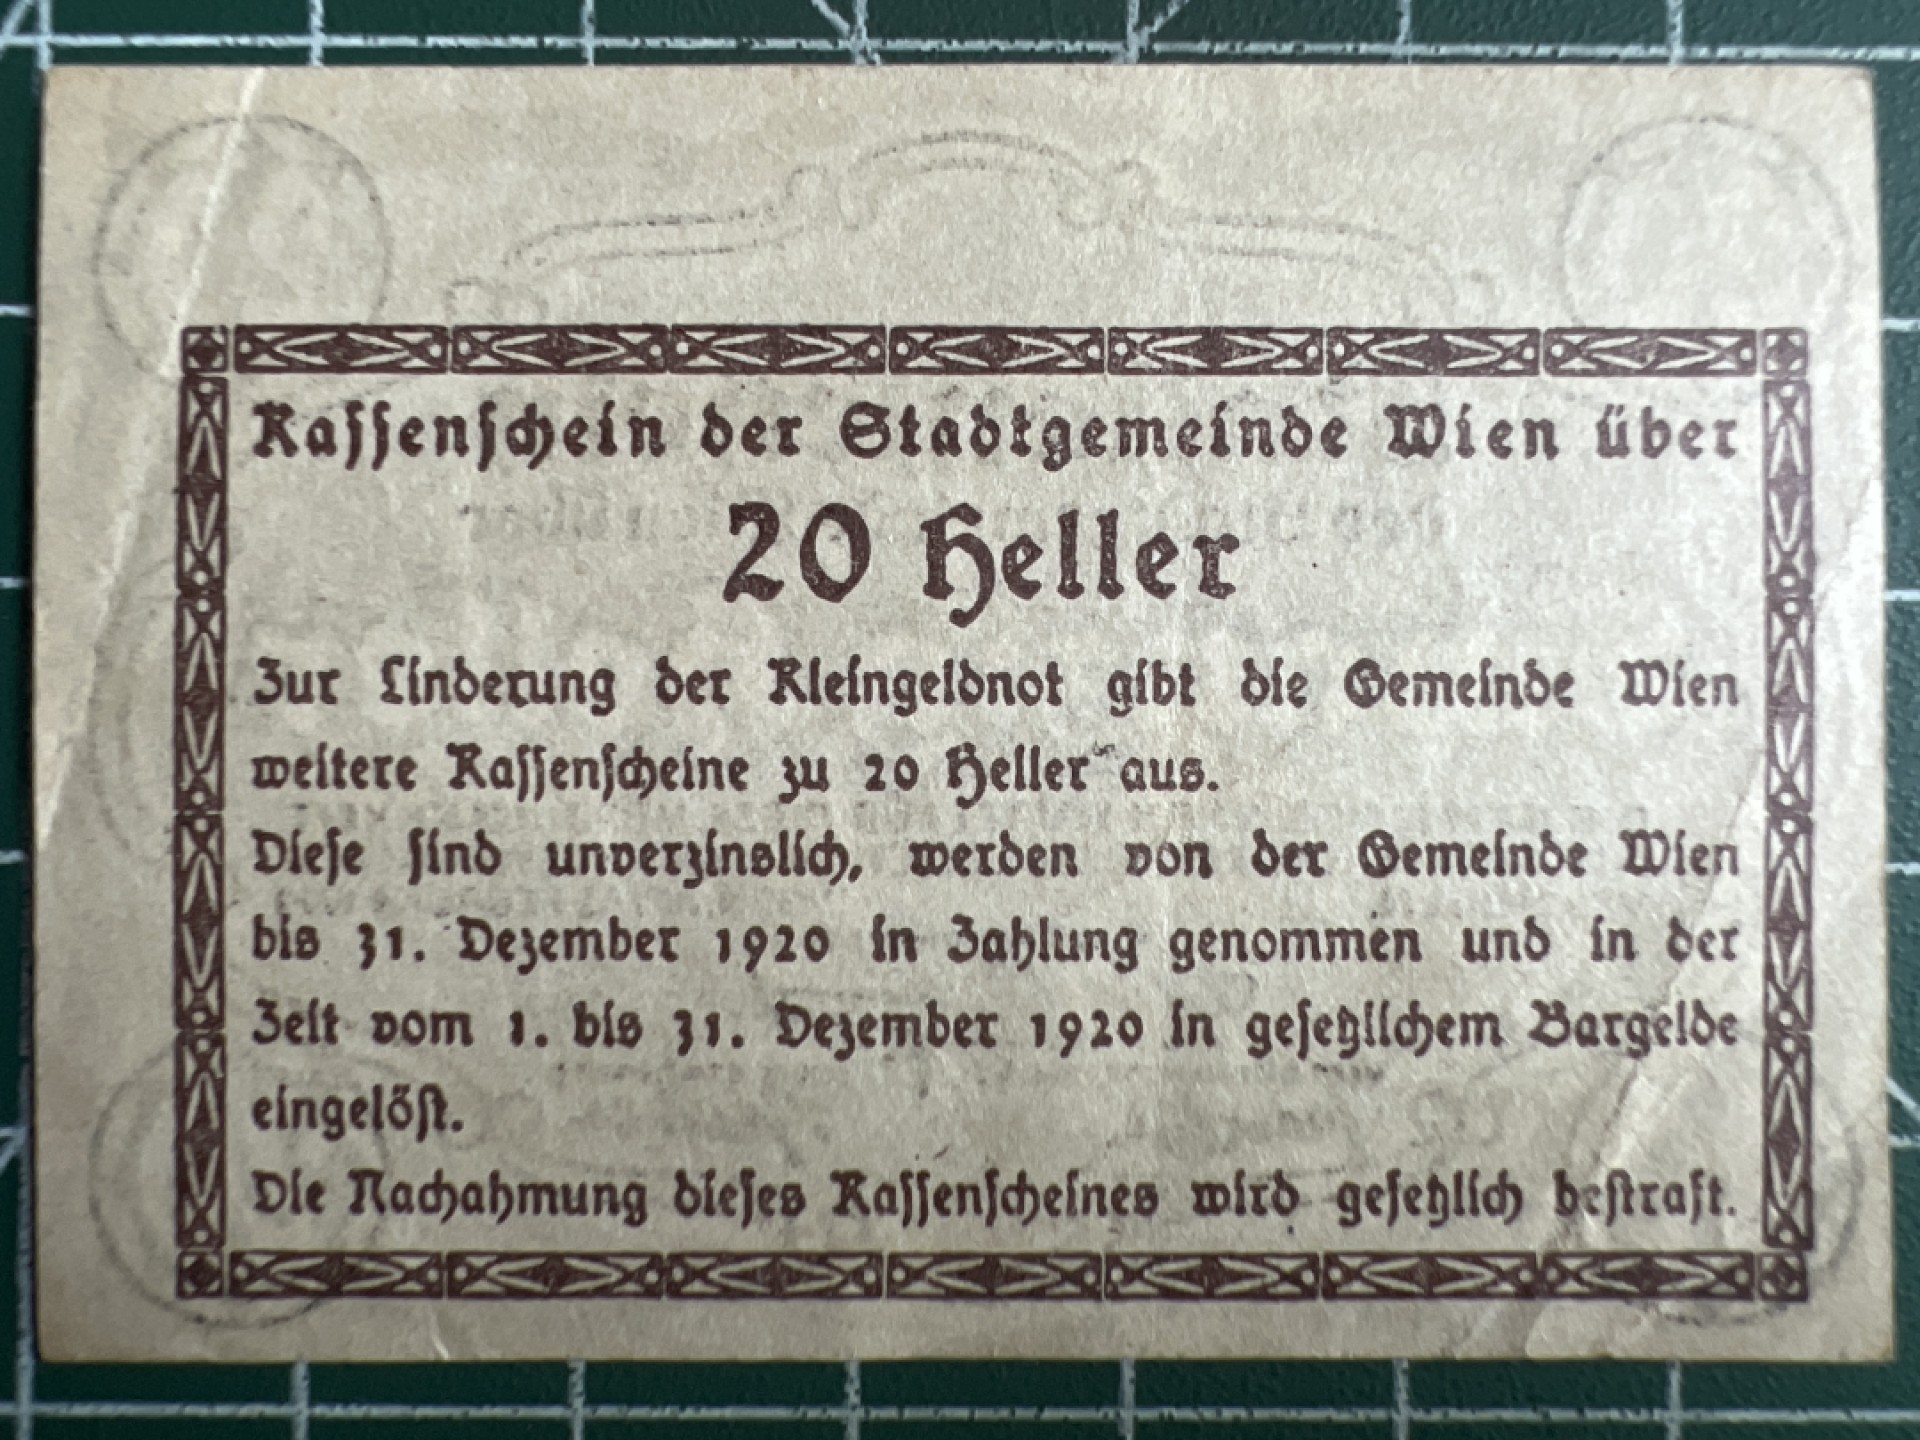 Kassenschein der Stadtgemeinde Wien über
20 Heller
Zur Linderung der Kleingeldnot gibt die Gemeinde Wien
weitere Kassenscheine zu 20 Heller aus.
Diese sind unverzinslich, werden von der Gemeinde Wien
bis 31. Dezember 1920 in Zahlung genommen und in der
Zeit vom 1. bis 31. Dezember 1920 in gesetzlichem Bargelde
eingelöst.
Die Nachahmung dieses Kassenscheines wird gesetzlich bestraft.